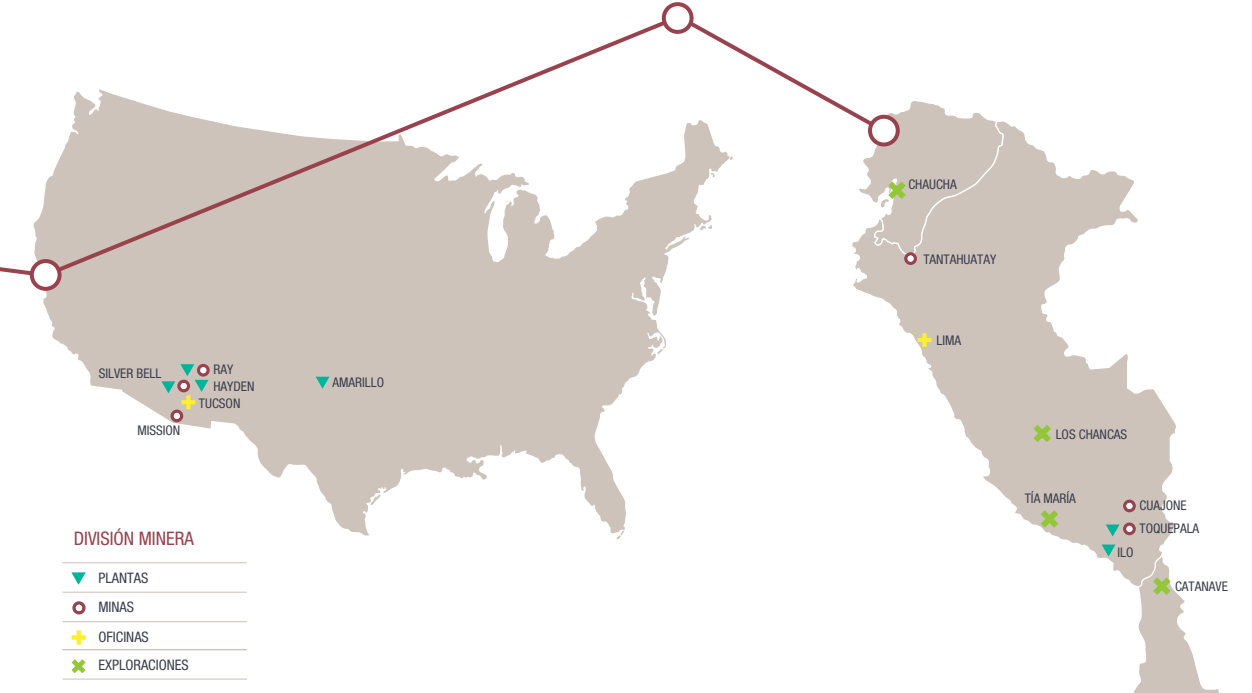 CHAUCHA
TANTAHUATAY
LIMA
RAY
SILVER BELL
HAYDEN
AMARILLO
TUCSON
MISSION
LOS CHANCAS
TÍA MARÍA
CUAJONE
TOQUEPALA
ILO
CATANAVE
DIVISIÓN MINERA
PLANTAS
MINAS
OFICINAS
EXPLORACIONES